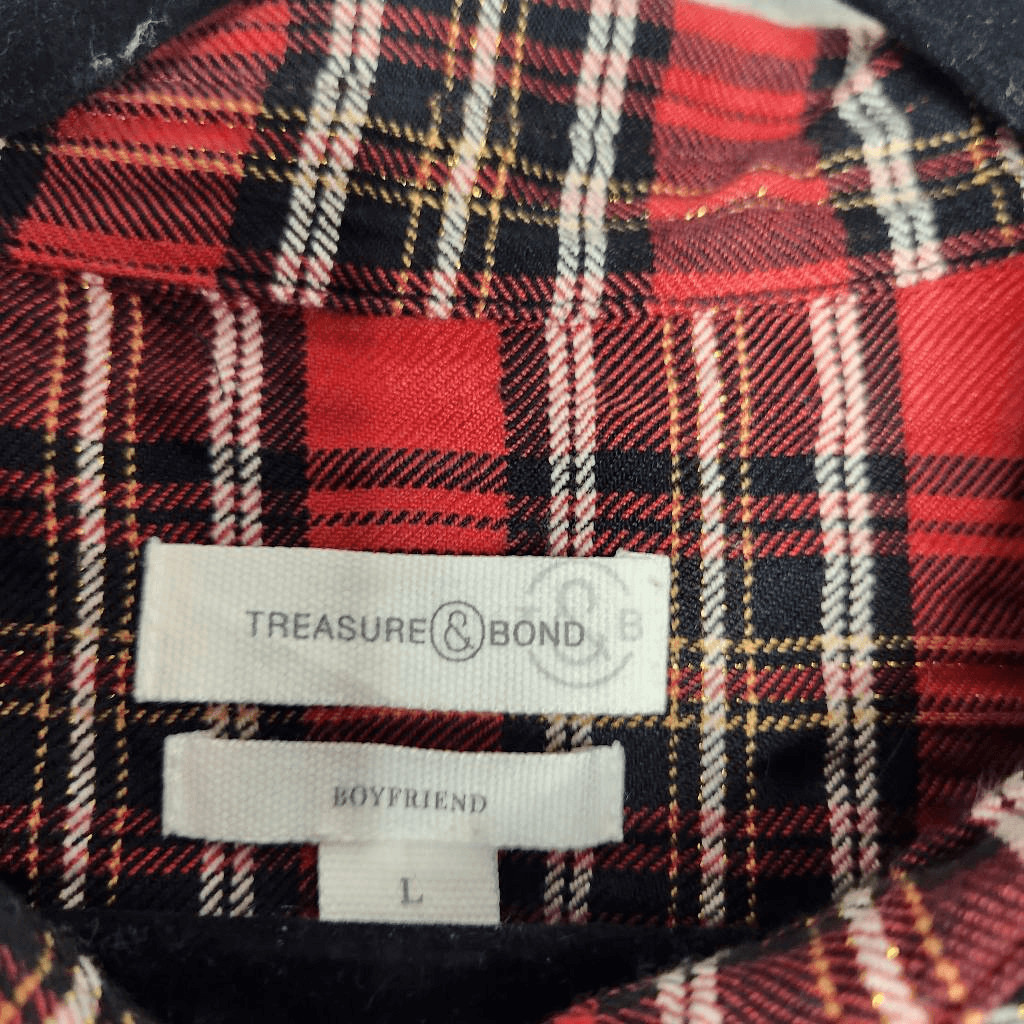 TREASURE & BOND
T & B
BOYFRIEND
L